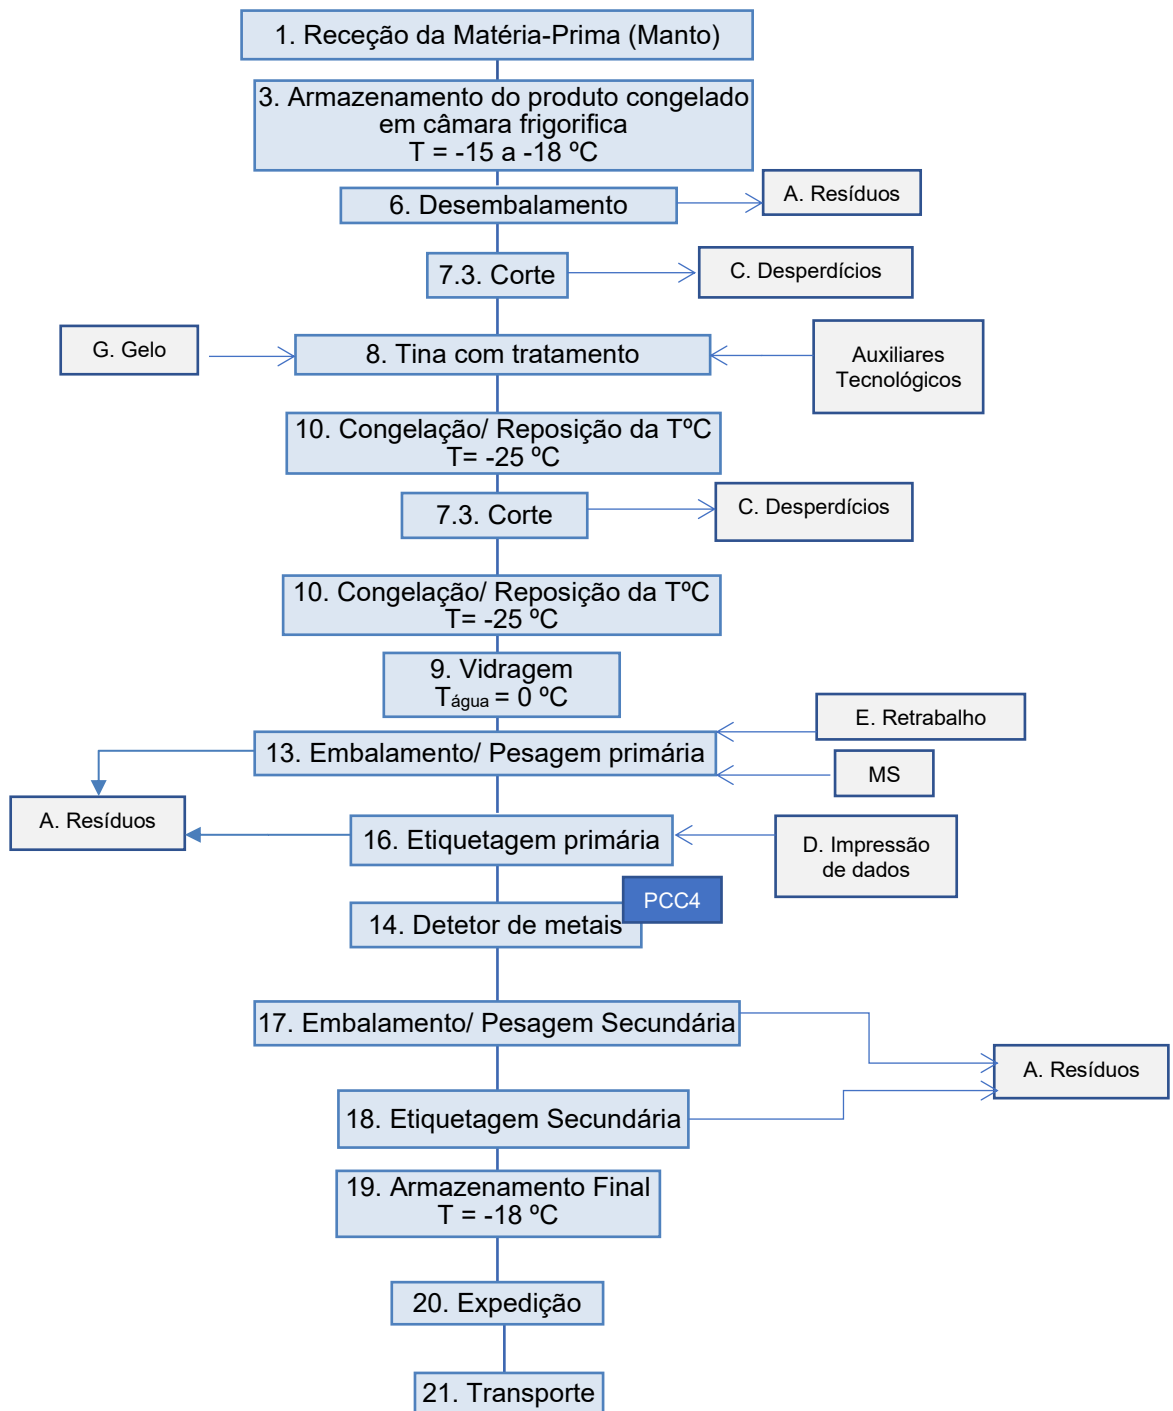 1. Receção da Matéria-Prima (Manto)
3. Armazenamento do produto congelado
em câmara frigorifica
T = -15 a -18 ºC
6. Desembalamento
A. Resíduos
7.3. Corte
C. Desperdícios
G. Gelo
8. Tina com tratamento
Auxiliares
Tecnológicos
10. Congelação/ Reposição da TºC
T= -25 ºC
7.3. Corte
C. Desperdícios
10. Congelação/ Reposição da TºC
T= -25 ºC
9. Vidragem
Tágua = 0 ºC
E. Retrabalho
13. Embalamento/ Pesagem primária
MS
A. Resíduos
16. Etiquetagem primária
D. Impressão
de dados
PCC4
14. Detetor de metais
17. Embalamento/ Pesagem Secundária
A. Resíduos
18. Etiquetagem Secundária
19. Armazenamento Final
T = -18 ºC
20. Expedição
21. Transporte